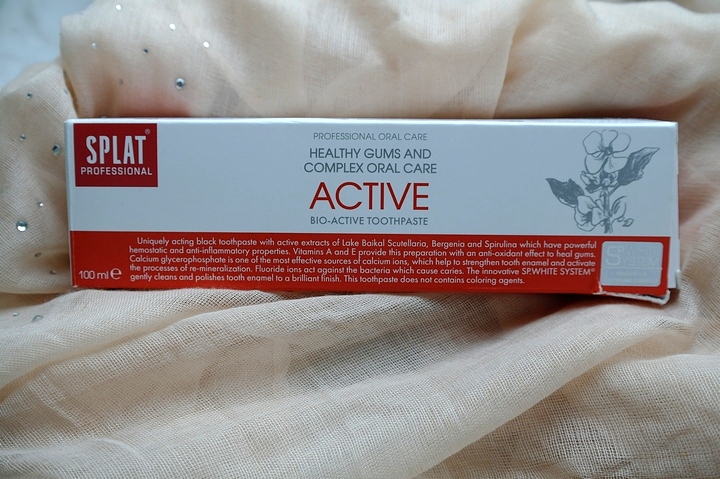 SPLAT®
PROFESSIONAL
PROFESSIONAL ORAL CARE
HEALTHY GUMS AND
COMPLEX ORAL CARE
ACTIVE
BIO-ACTIVE TOOTHPASTE
Uniquely acting black toothpaste with active extracts of Lake Baikal Scutellaria, Bergenia and Spirulina which have powerful
hemostatic and anti-inflammatory properties. Vitamins A and E provide this preparation with an anti-oxidant effect to heal gums.
Calcium glycerophosphate is one of the most effective sources of calcium ions, which help to strengthen tooth enamel and activate
the processes of re-mineralization. Fluoride ions act against the bacteria which cause caries. The innovative SP.WHITE SYSTEM®
gently cleans and polishes tooth enamel to a brilliant finish. This toothpaste does not contains coloring agents.
100 ml ℮